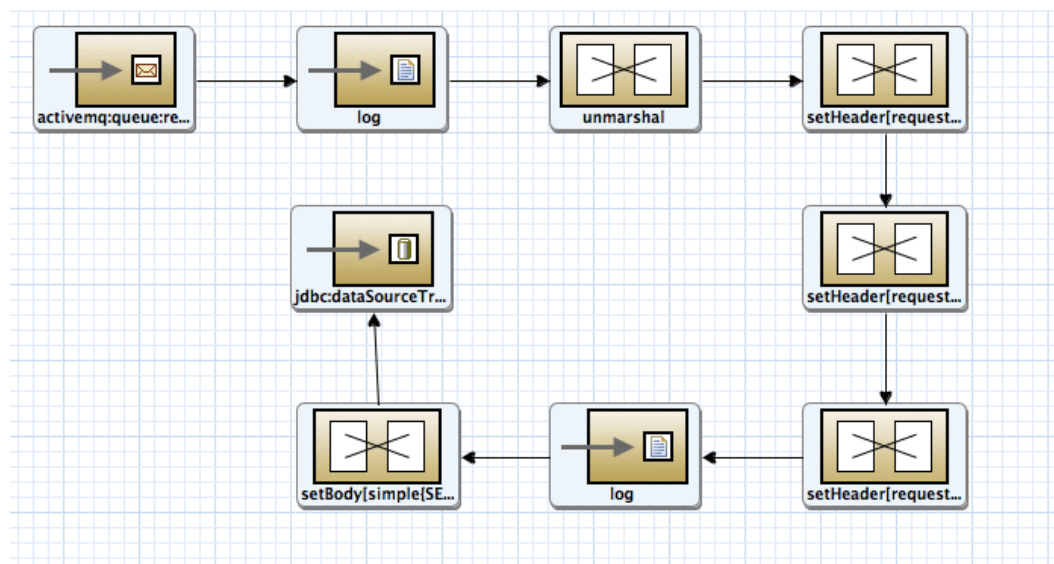 activemq:queue:re...
log
unmarshal
setHeader[request...
jdbc:dataSourceTr...
setHeader[request...
setBody[simple{SE...
log
setHeader[request...